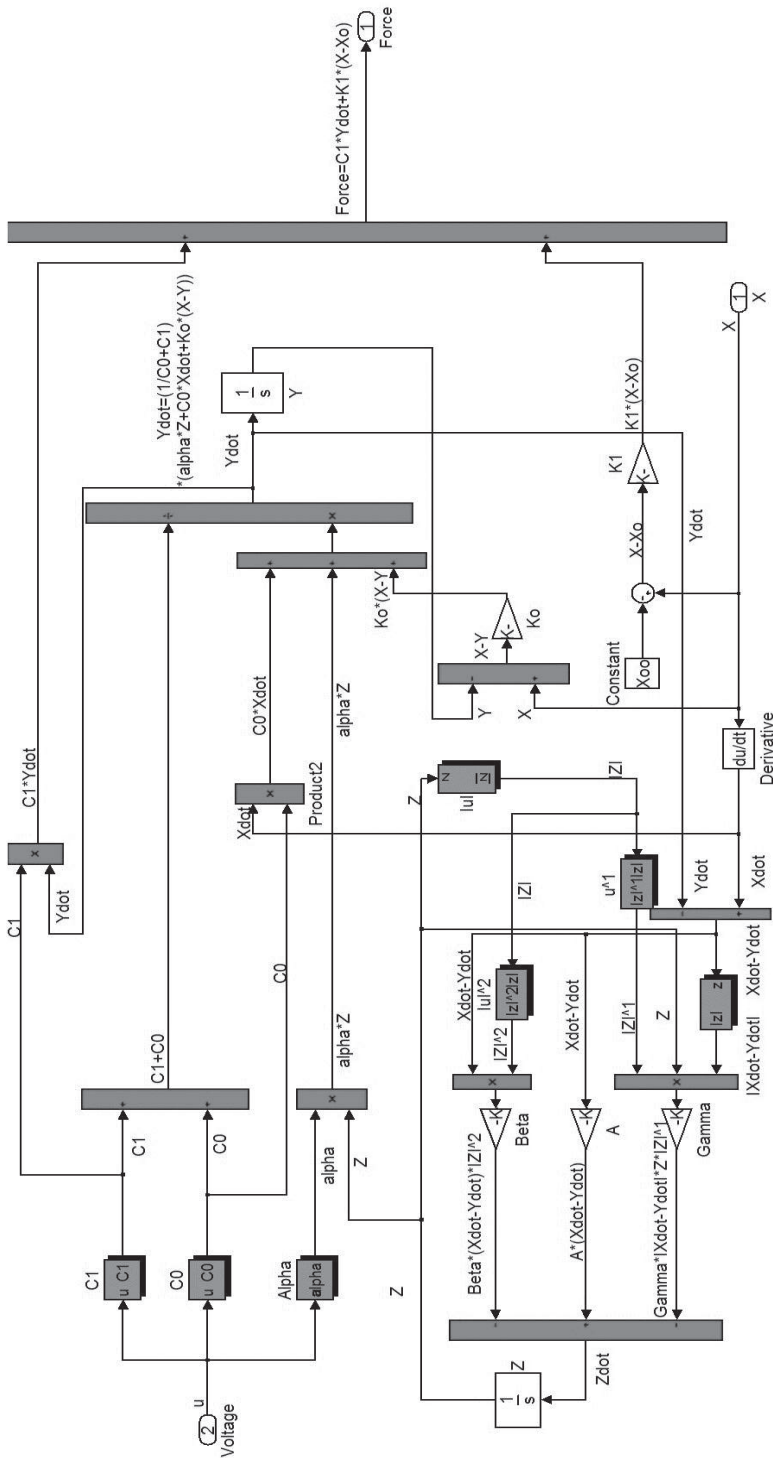 u
2
Voltage
C1
u C1
C0
u C0
Alpha
alpha
C1
C0
C1
+
+
C1+C0
C0
alpha
Z
×
alpha*Z
alpha*Z
C1
Ydot
×
C1*Ydot
Xdot
×
Product2
C0*Xdot
+
+
+
Ko*(X-Y
÷
×
Ydot=(1/C0+C1)
*(alpha*Z+C0*Xdot+Ko*(X-Y))
Ydot
1
s
Y
Y
X
-
+
X-Y
K-
Ko
Constant
Xoo
-
+
X-Xo
K-
K1
K1*(X-Xo)
+
+
Force=C1*Ydot+K1*(X-Xo)
1
Force
X
1
X
du/dt
Derivative
Ydot
Xdot
Ydot
-
+
Xdot-Ydot
z
|z|
|Xdot-Ydot|
Z
z
|z|
|u|
|Z|
|Z|
u^1
|z|^1|z|
|Z|^1
Z
Xdot-Ydot
|u|^2
|z|^2|z|
|Z|^2
Xdot-Ydot
×
-K
Beta
-K
A
×
-K
Gamma
Beta*(Xdot-Ydot)*|Z|^2
A*(Xdot-Ydot)
Gamma*|Xdot-Ydot|*Z*|Z|^1
-
+
-
Zdot
1
s
Z
Z